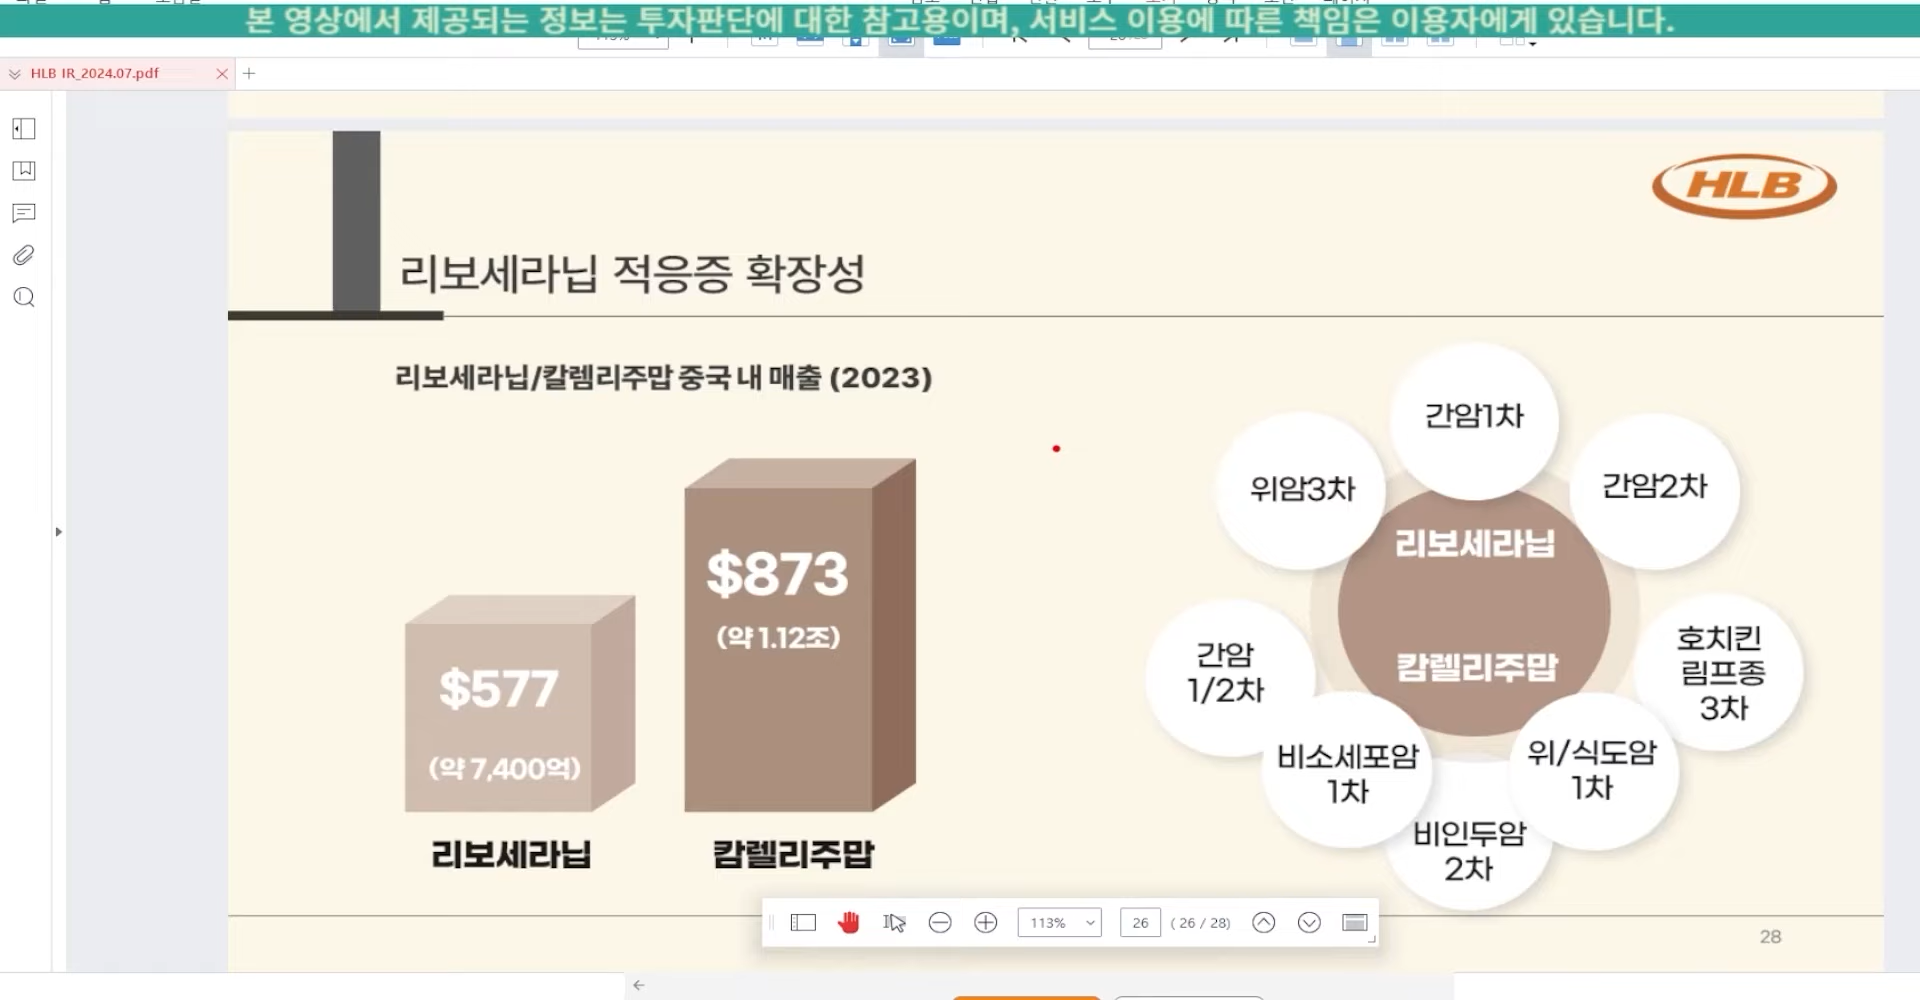 본 영상에서 제공되는 정보는 투자판단에 대한 참고용이며, 서비스 이용에 따른 책임은 이용자에게 있습니다.
HLB IR_2024.07.pdf
HLB
리보세라닙 적응증 확장성
리보세라닙/칼렘리주맙 중국 내 매출 (2023)
$577
(약 7,400억)
리보세라닙
$873
(약 1.12조)
캄렐리주맙
간암1차
위암3차
간암2차
리보세라닙
캄렐리주맙
간암
1/2차
호치킨
림프종
3차
비소세포암
1차
위/식도암
1차
비인두암
2차
113%
26
( 26 / 28)
28